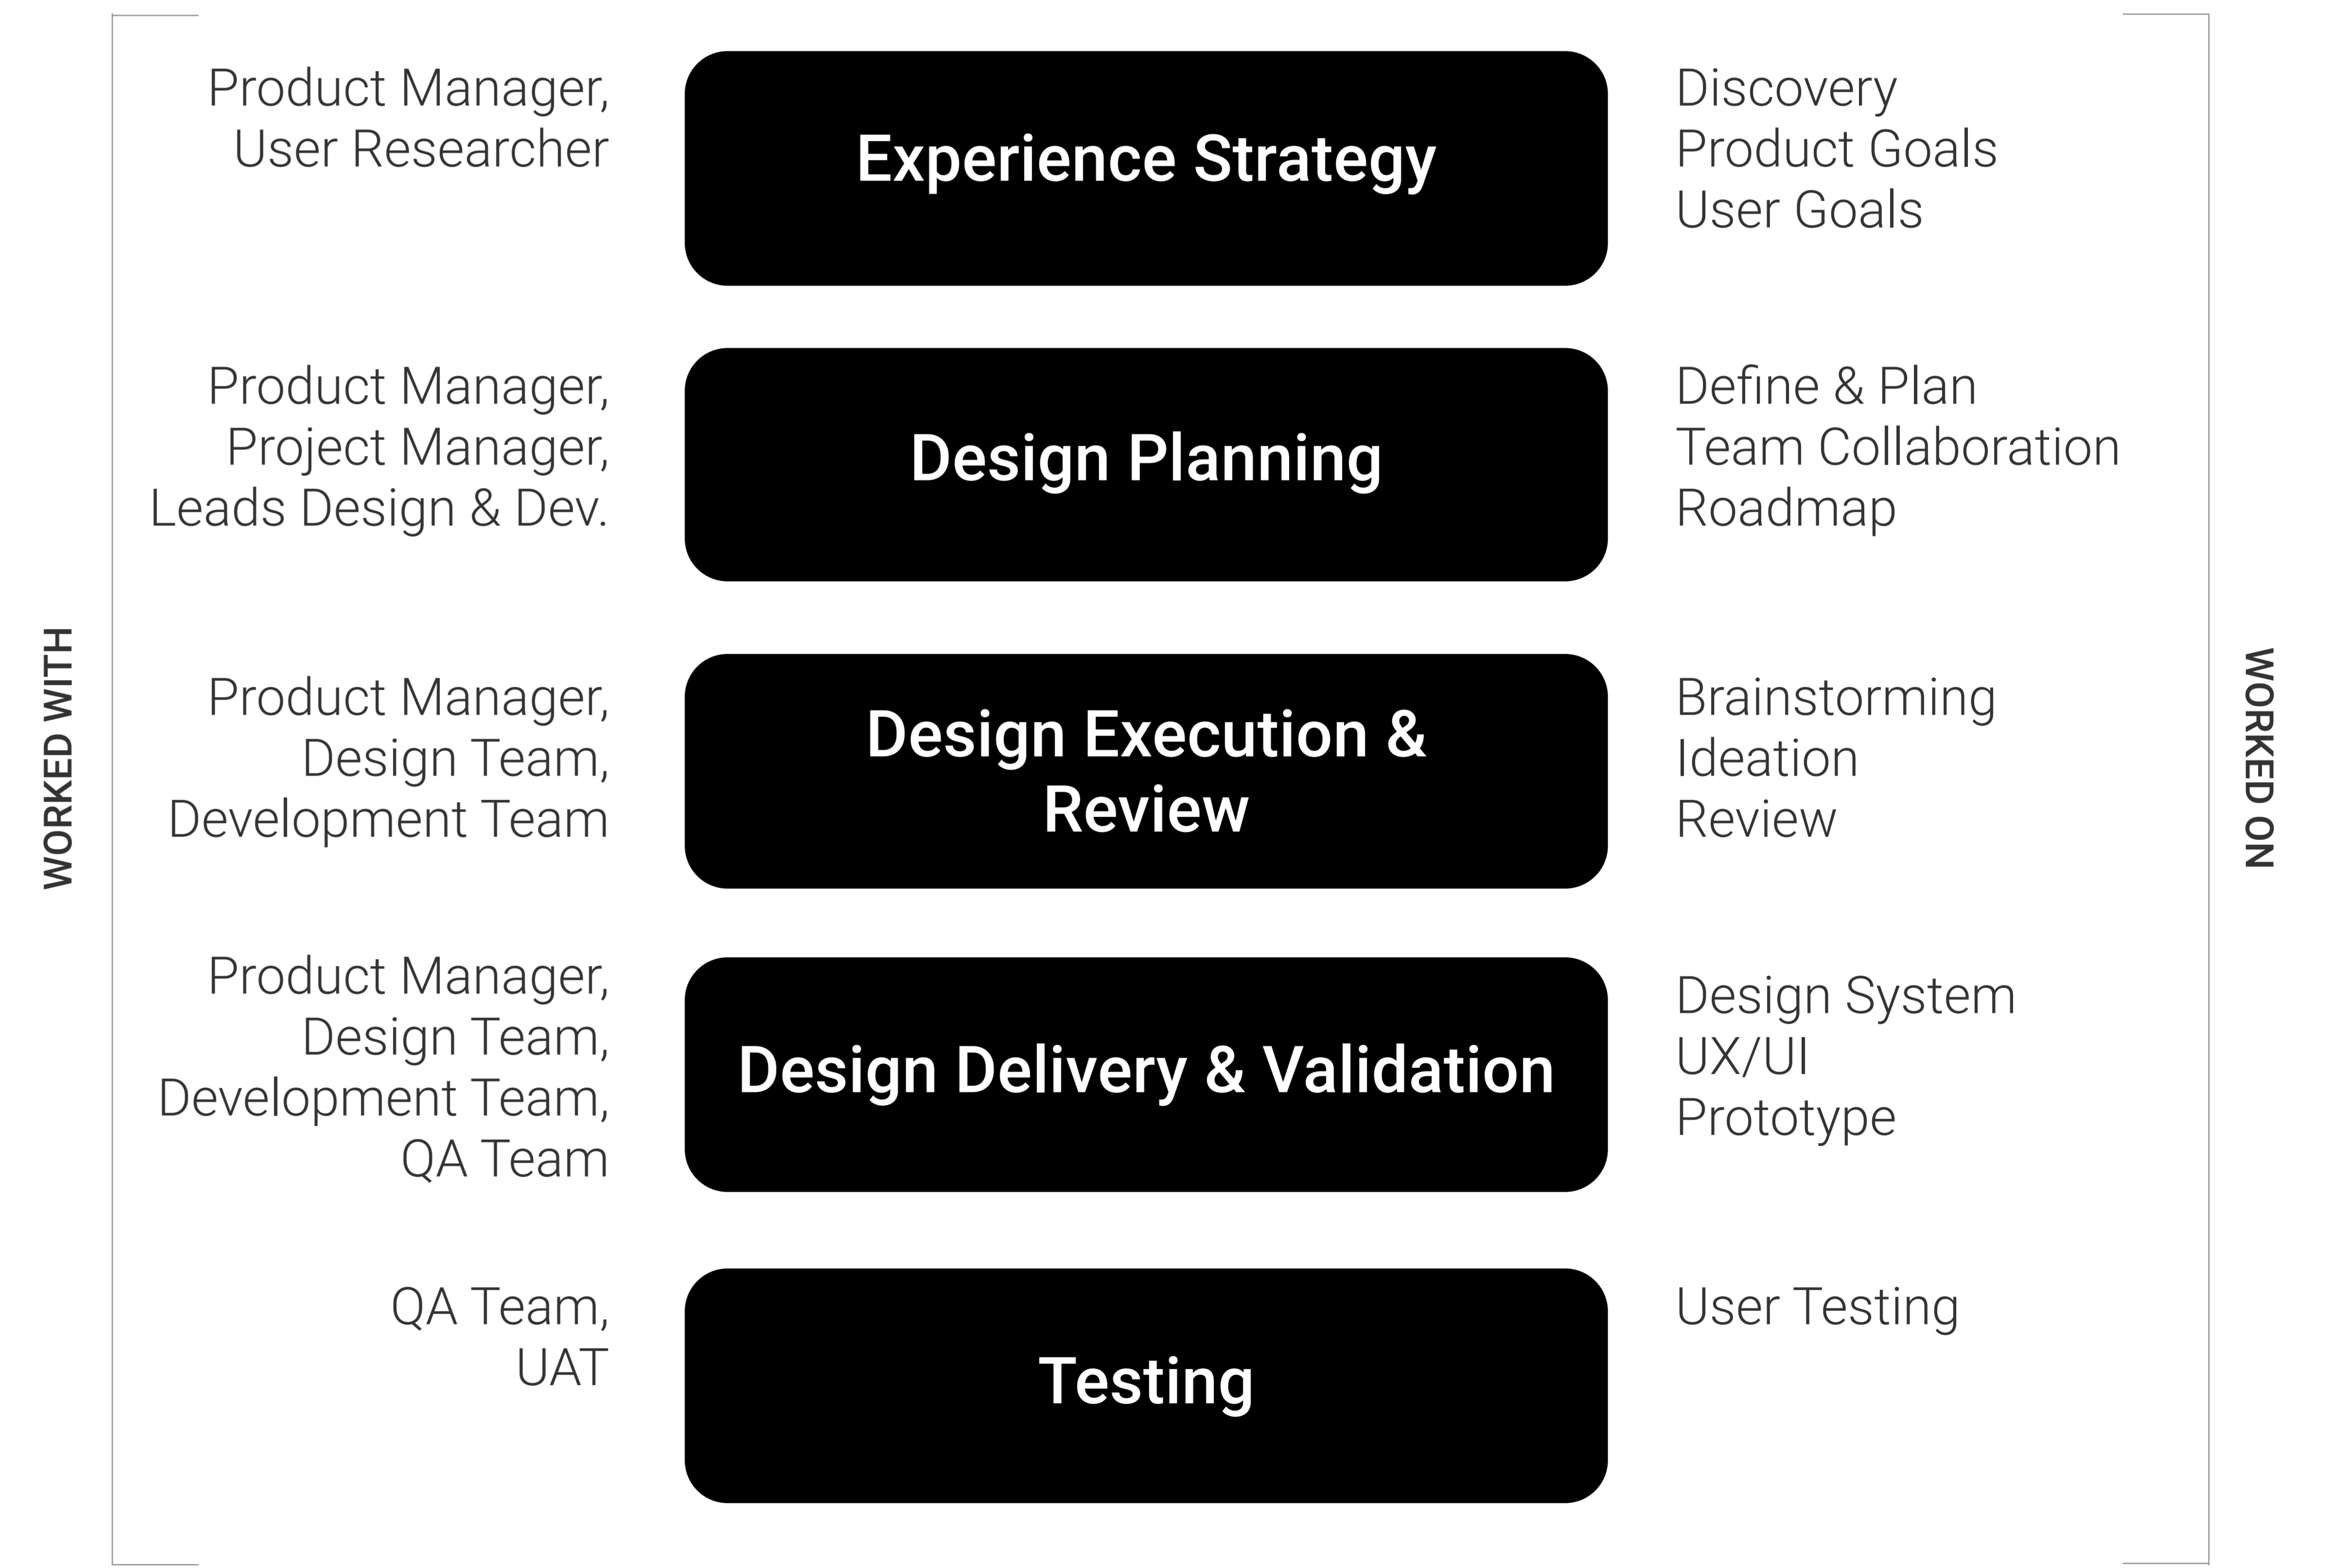 WORKED WITH
Product Manager,
User Researcher
Experience Strategy
Discovery
Product Goals
User Goals
Product Manager,
Project Manager,
Leads Design & Dev.
Design Planning
Define & Plan
Team Collaboration
Roadmap
Product Manager,
Design Team,
Development Team
Design Execution &
Review
Brainstorming
Ideation
Review
Product Manager,
Design Team,
Development Team,
QA Team
Design Delivery & Validation
Design System
UX/UI
Prototype
QA Team,
UAT
Testing
User Testing
WORKED ON